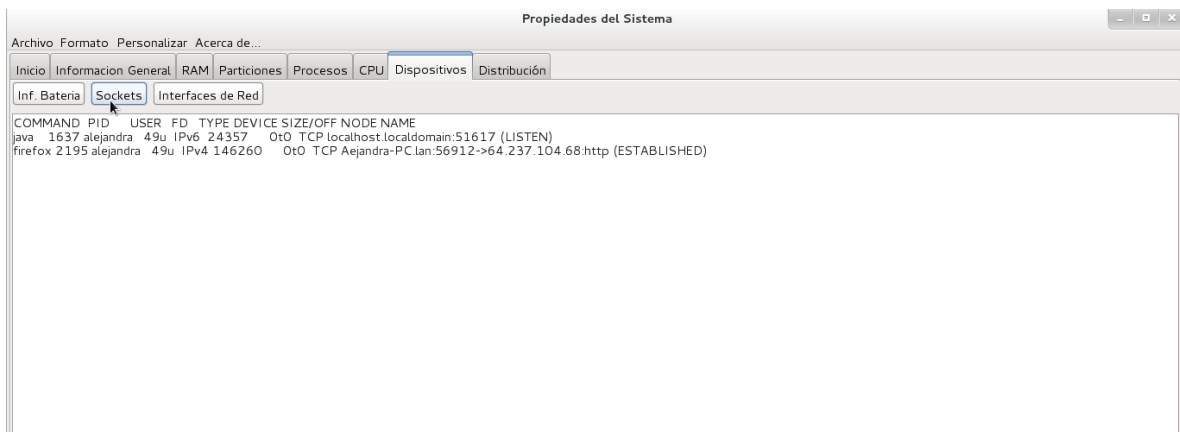 Propiedades del Sistema
Archivo Formato Personalizar Acerca de...
Inicio Informacion General RAM Particiones Procesos CPU Dispositivos Distribución
Inf. Bateria Sockets Interfaces de Red
COMMAND PID USER FD TYPE DEVICE SIZE/OFF NODE NAME
java 1637 alejandra 49u IPv6 24357 0t0 TCP localhost.localdomain:51617 (LISTEN)
firefox 2195 alejandra 49u IPv4 146260 0t0 TCP Aejandra-PC.lan:56912->64.237.104.68:http (ESTABLISHED)